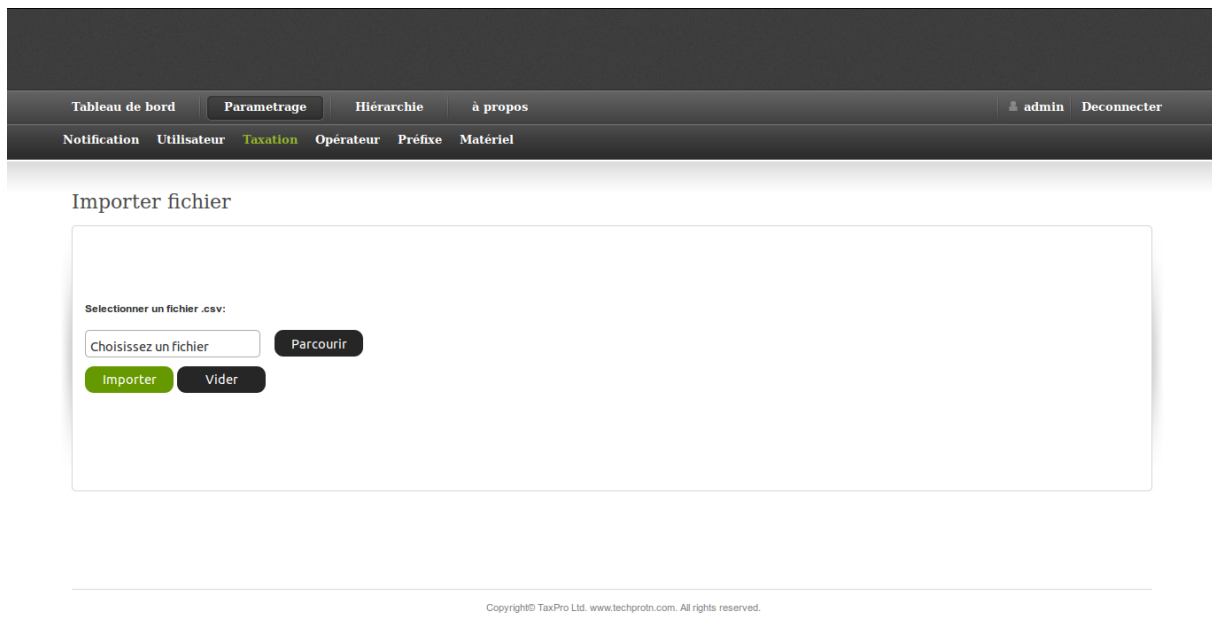 Tableau de bord Parametrage Hiérarchie à propos admin Deconnecter
Notification Utilisateur Taxation Opérateur Préfixe Matériel
Importer fichier
Selectionner un fichier .csv:
Choisissez un fichier Parcourir
Importer Vider
Copyright© TaxPro Ltd. www.techprotn.com. All rights reserved.